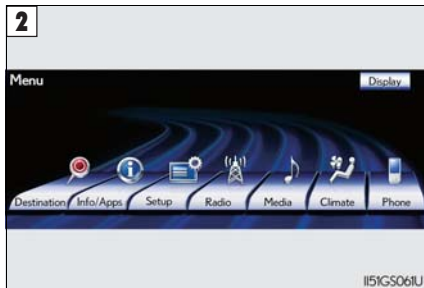 2
Menu Display
Destination Info/Apps Setup Radio Media Climate Phone
II51GS061U